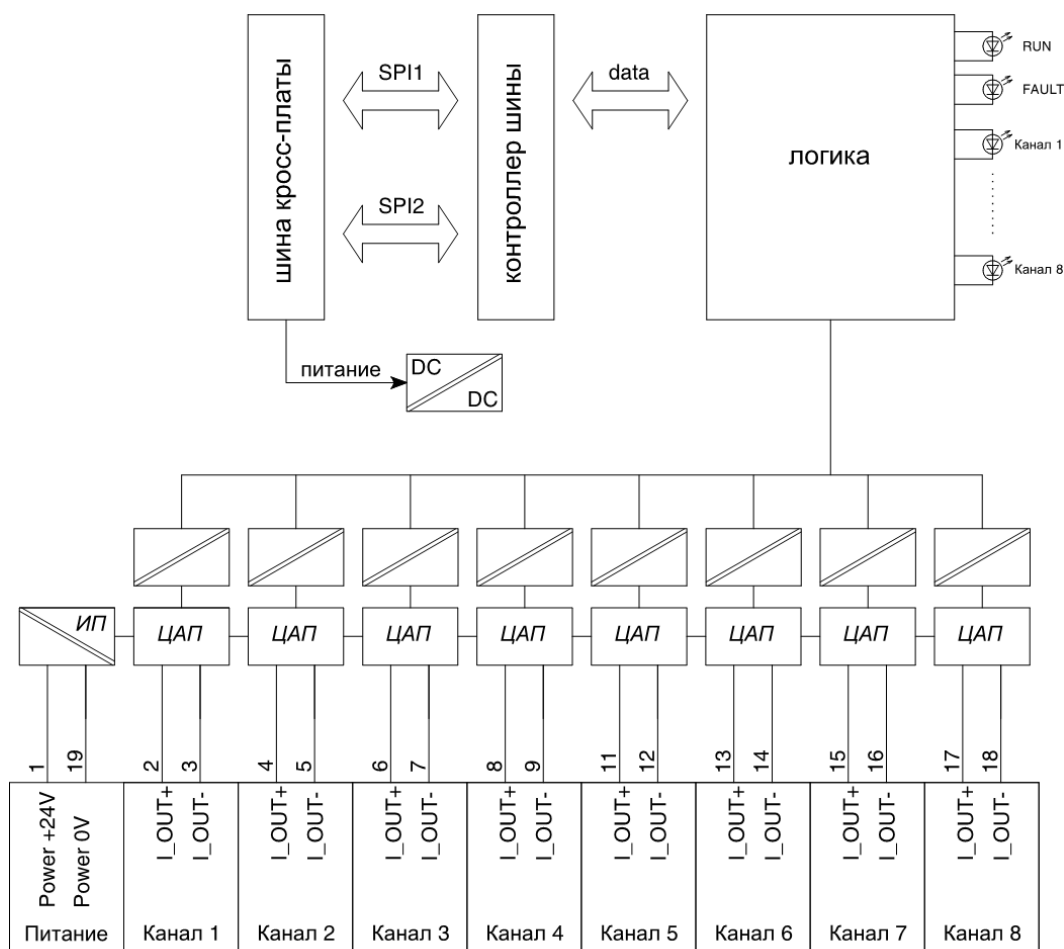 шина кросс-платы
SPI1
SPI2
контроллер шины
data
логика
RUN
FAULT
Канал 1
Канал 8
питание
DC
DC
ИП
ЦАП
ЦАП
ЦАП
ЦАП
ЦАП
ЦАП
ЦАП
ЦАП
1
19
2
3
4
5
6
7
8
9
11
12
13
14
15
16
17
18
Power +24V
Power 0V
I_OUT+
I_OUT-
I_OUT+
I_OUT-
I_OUT+
I_OUT-
I_OUT+
I_OUT-
I_OUT+
I_OUT-
I_OUT+
I_OUT-
I_OUT+
I_OUT-
I_OUT+
I_OUT-
Питание
Канал 1
Канал 2
Канал 3
Канал 4
Канал 5
Канал 6
Канал 7
Канал 8